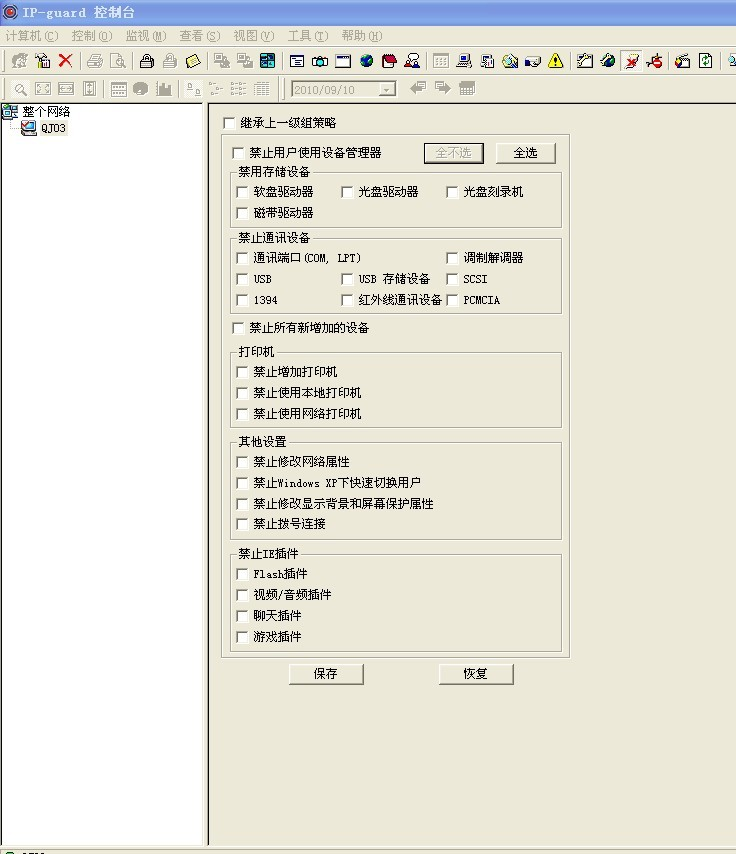 IP-guard 控制台
计算机(C) 控制(O) 监视(M) 查看(S) 视图(V) 工具(T) 帮助(H)
2010/09/10
整个网络
QJ03
继承上一级组策略
禁止用户使用设备管理器 全不选 全选
禁用存储设备
软盘驱动器 光盘驱动器 光盘刻录机
磁带驱动器
禁止通讯设备
通讯端口(COM, LPT) 调制解调器
USB USB 存储设备 SCSI
1394 红外线通讯设备 PCMCIA
禁止所有新增加的设备
打印机
禁止增加打印机
禁止使用本地打印机
禁止使用网络打印机
其他设置
禁止修改网络属性
禁止Windows XP下快速切换用户
禁止修改显示背景和屏幕保护属性
禁止拨号连接
禁止IE插件
Flash插件
视频/音频插件
聊天插件
游戏插件
保存 恢复